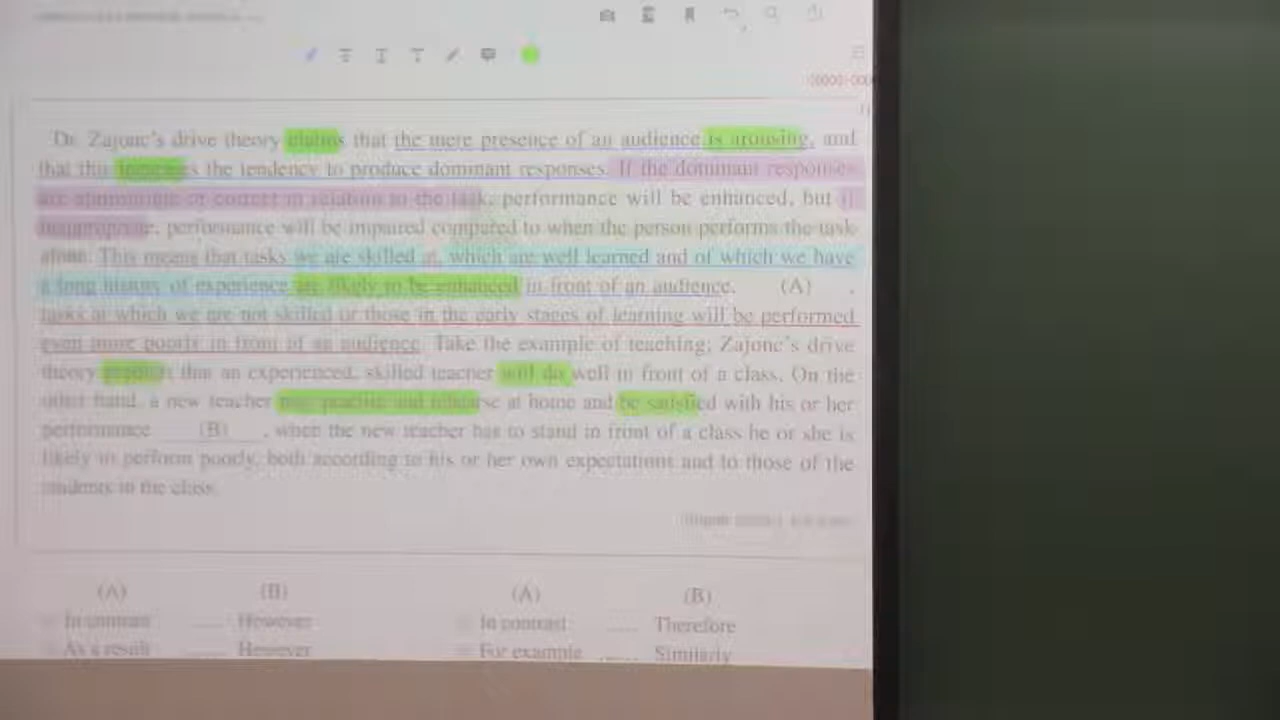 Dr. Zajonc's drive theory claims that the mere presence of an audience is arousing, and
that this increases the tendency to produce dominant responses. If the dominant responses
are appropriate or correct in relation to the task, performance will be enhanced, but if
inappropriate, performance will be impaired compared to when the person performs the task
alone. This means that tasks we are skilled at, which are well learned and of which we have
a long history of experience are likely to be enhanced in front of an audience. (A) ,
tasks at which we are not skilled or those in the early stages of learning will be performed
even more poorly in front of an audience. Take the example of teaching; Zajonc's drive
theory predicts that an experienced, skilled teacher will do well in front of a class. On the
other hand, a new teacher may practice and rehearse at home and be satisfied with his or her
performance (B) , when the new teacher has to stand in front of a class he or she is
likely to perform poorly, both according to his or her own expectations and to those of the
students in the class.
(A) (B) (A) (B)
In contrast ...... However In contrast ...... Therefore
As a result ...... However For example ...... Similarly